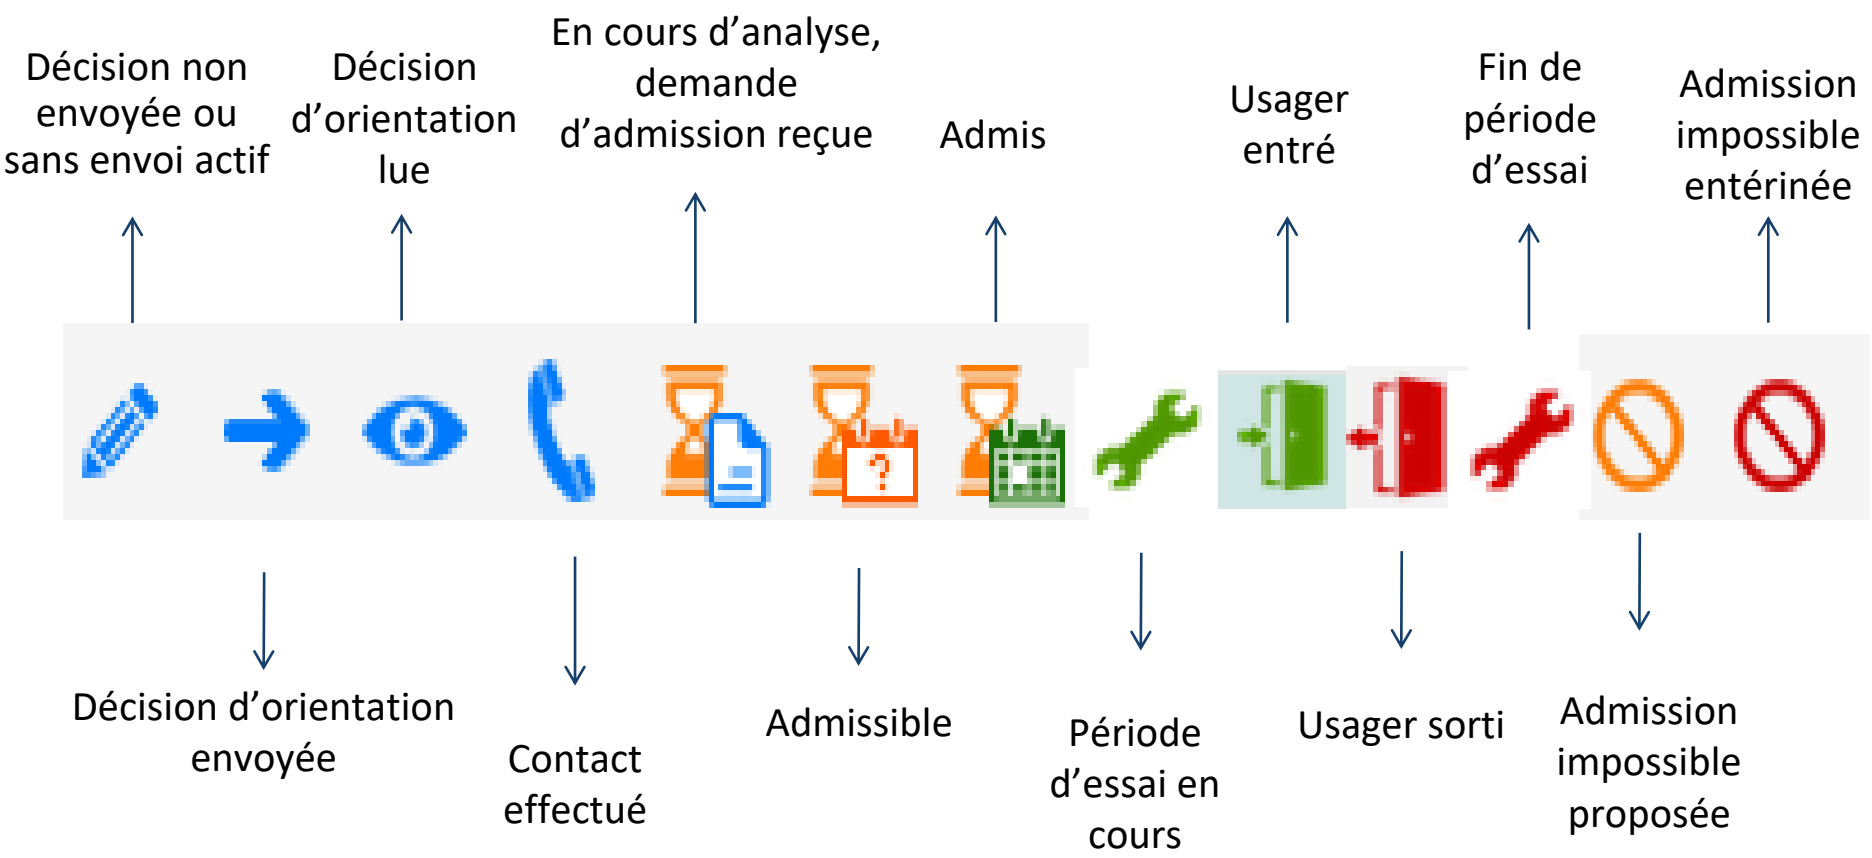 Décision non
envoyée ou
sans envoi actif
Décision
d’orientation
lue
En cours d’analyse,
demande
d’admission reçue
Admis
Usager
entré
Fin de
période
d’essai
Admission
impossible
entérinée
?
Décision d’orientation
envoyée
Contact
effectué
Admissible
Période
d’essai en
cours
Usager sorti
Admission
impossible
proposée